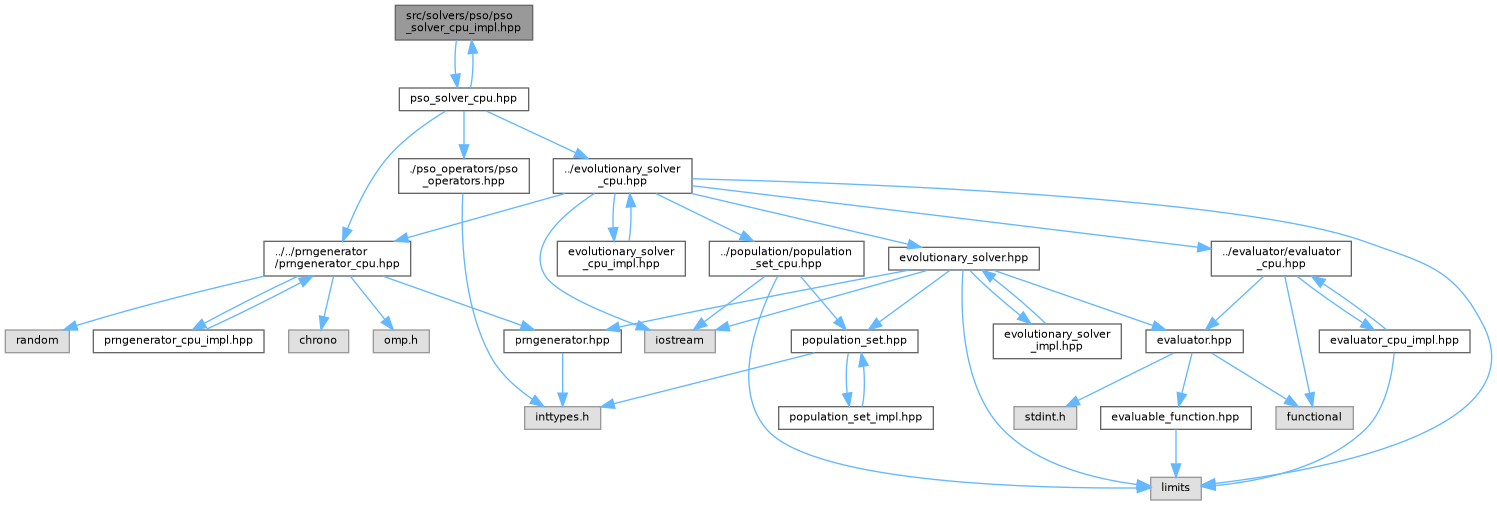 src/solvers/pso/pso
_solver_cpu_impl.hpp
pso_solver_cpu.hpp
./pso_operators/pso
_operators.hpp
../evolutionary_solver
_cpu.hpp
../../prngenerator
/prngenerator_cpu.hpp
evolutionary_solver
_cpu_impl.hpp
../population/population
_set_cpu.hpp
evolutionary_solver.hpp
../evaluator/evaluator
_cpu.hpp
random
prngenerator_cpu_impl.hpp
chrono
omp.h
prngenerator.hpp
iostream
population_set.hpp
evolutionary_solver
_impl.hpp
evaluator.hpp
evaluator_cpu_impl.hpp
inttypes.h
population_set_impl.hpp
stdint.h
evaluable_function.hpp
functional
limits